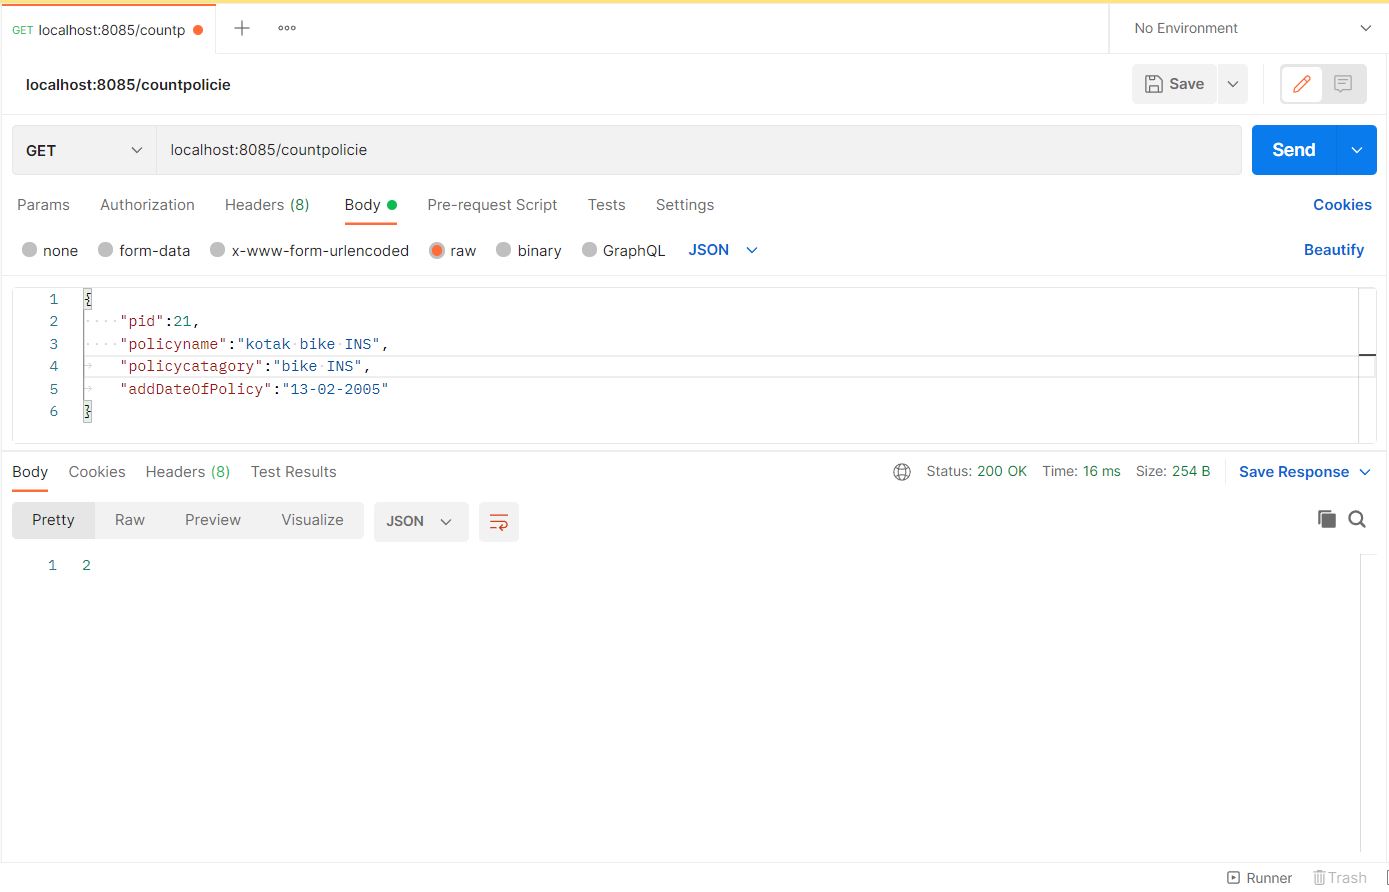 GET localhost:8085/countp
No Environment
localhost:8085/countpolicie
Save
GET localhost:8085/countpolicie
Send
Params Authorization Headers (8) Body Pre-request Script Tests Settings Cookies
none form-data x-www-form-urlencoded raw binary GraphQL JSON Beautify
1 {
2 "pid":21,
3 "policyname":"kotak bike INS",
4 "policycatagory":"bike INS",
5 "addDateOfPolicy":"13-02-2005"
6 }
Body Cookies Headers (8) Test Results Status: 200 OK Time: 16 ms Size: 254 B Save Response
Pretty Raw Preview Visualize JSON
1 2
Runner Trash